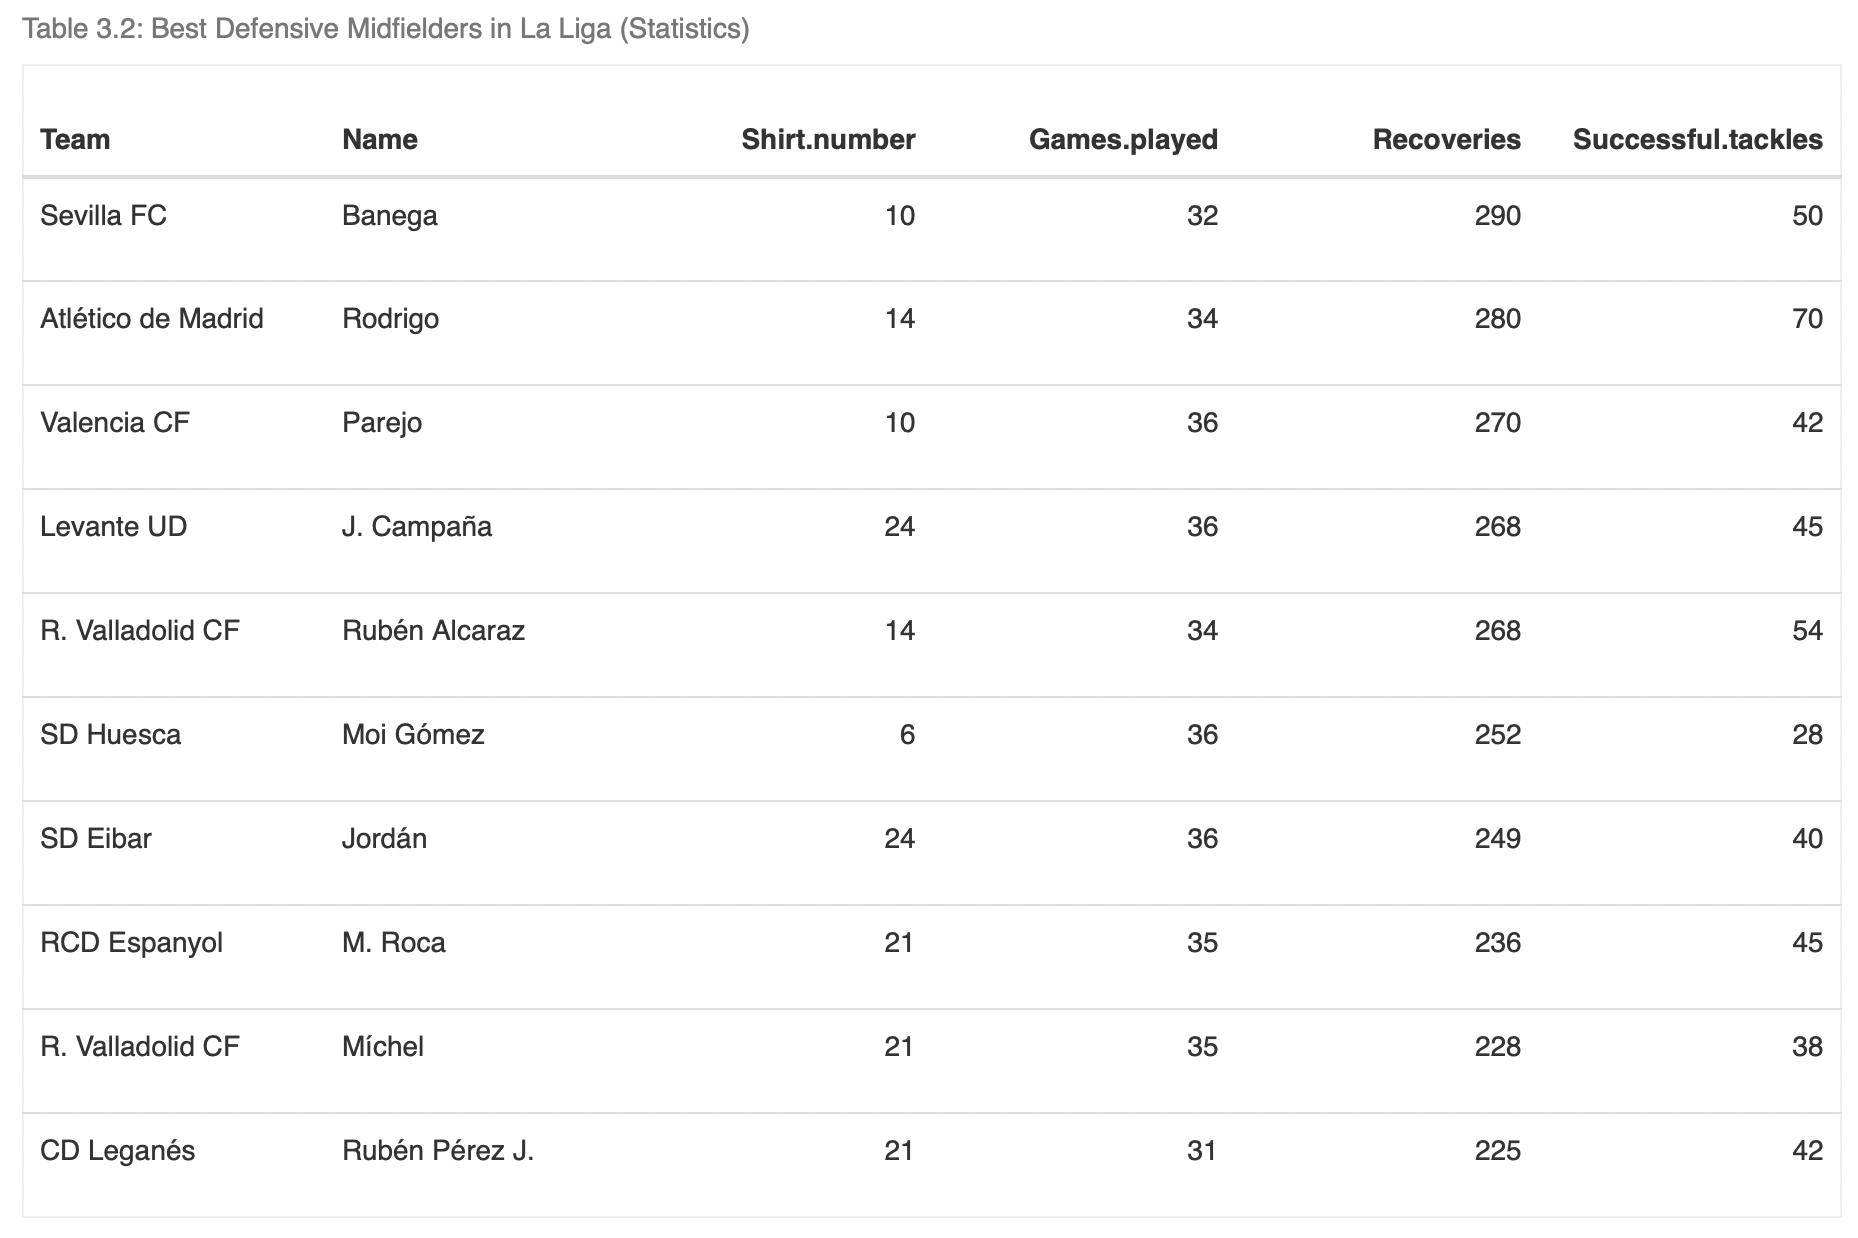 Table 3.2: Best Defensive Midfielders in La Liga (Statistics)
Team Name Shirt.number Games.played Recoveries Successful.tackles
Sevilla FC Banega 10 32 290 50
Atlético de Madrid Rodrigo 14 34 280 70
Valencia CF Parejo 10 36 270 42
Levante UD J. Campaña 24 36 268 45
R. Valladolid CF Rubén Alcaraz 14 34 268 54
SD Huesca Moi Gómez 6 36 252 28
SD Eibar Jordán 24 36 249 40
RCD Espanyol M. Roca 21 35 236 45
R. Valladolid CF Míchel 21 35 228 38
CD Leganés Rubén Pérez J. 21 31 225 42